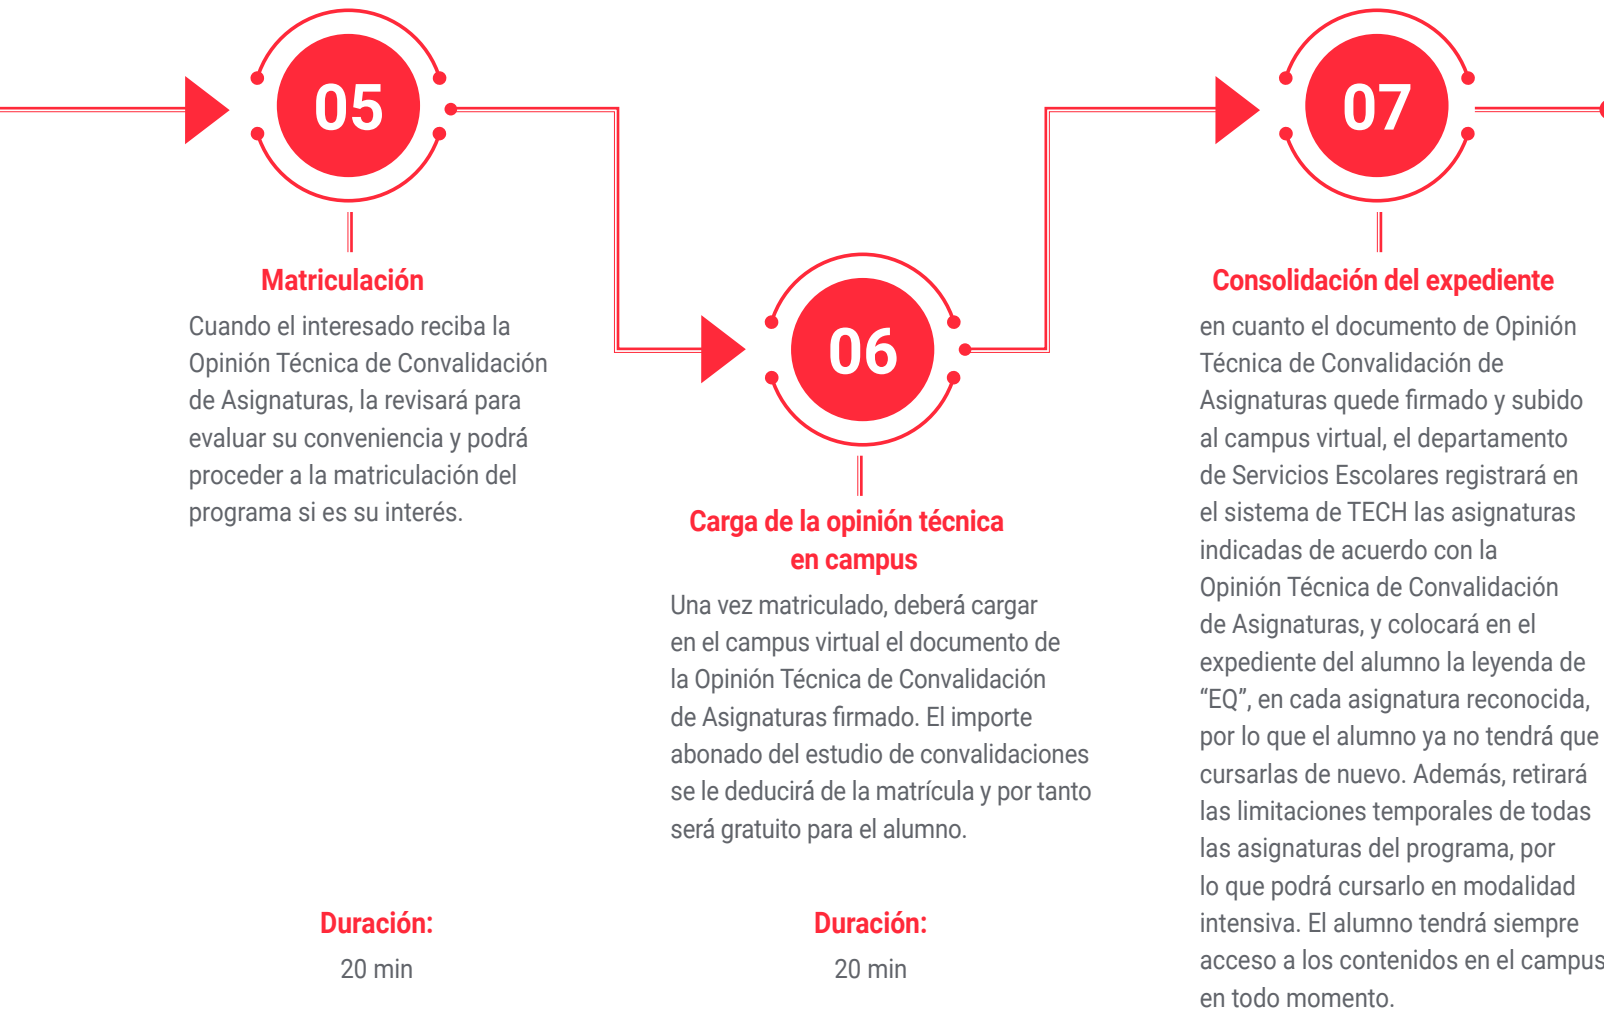 05
Matriculación
Cuando el interesado reciba la
Opinión Técnica de Convalidación
de Asignaturas, la revisará para
evaluar su conveniencia y podrá
proceder a la matriculación del
programa si es su interés.
Duración:
20 min
06
Carga de la opinión técnica
en campus
Una vez matriculado, deberá cargar
en el campus virtual el documento de
la Opinión Técnica de Convalidación
de Asignaturas firmado. El importe
abonado del estudio de convalidaciones
se le deducirá de la matrícula y por tanto
será gratuito para el alumno.
Duración:
20 min
07
Consolidación del expediente
en cuanto el documento de Opinión
Técnica de Convalidación de
Asignaturas quede firmado y subido
al campus virtual, el departamento
de Servicios Escolares registrará en
el sistema de TECH las asignaturas
indicadas de acuerdo con la
Opinión Técnica de Convalidación
de Asignaturas, y colocará en el
expediente del alumno la leyenda de
“EQ”, en cada asignatura reconocida,
por lo que el alumno ya no tendrá que
cursarlas de nuevo. Además, retirará
las limitaciones temporales de todas
las asignaturas del programa, por
lo que podrá cursarlo en modalidad
intensiva. El alumno tendrá siempre
acceso a los contenidos en el campus
en todo momento.